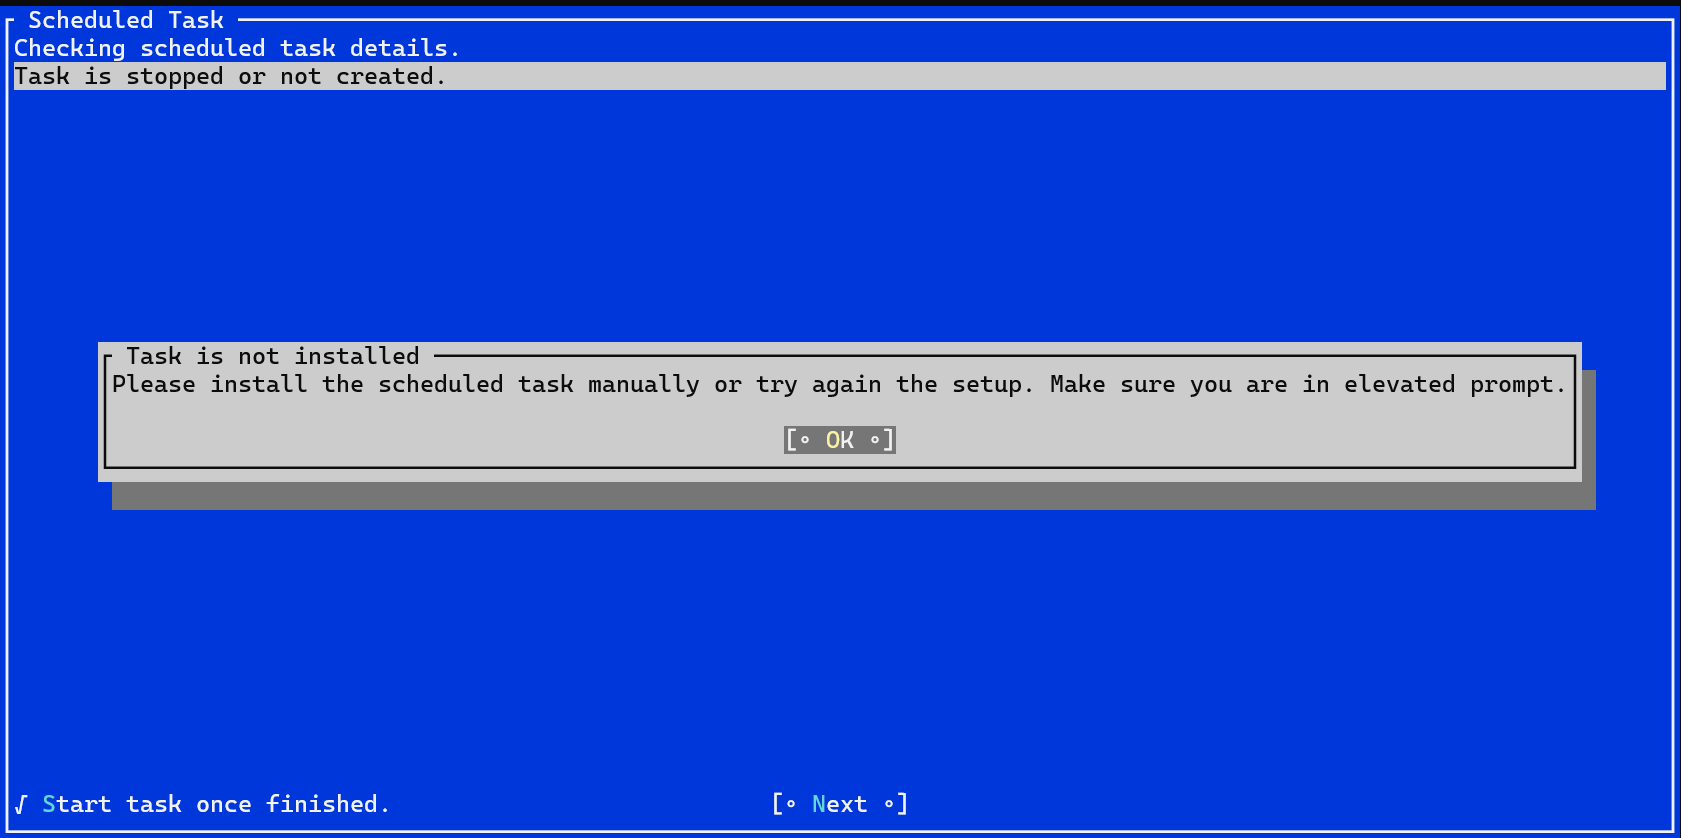 Scheduled Task
Checking scheduled task details.
Task is stopped or not created.
Task is not installed
Please install the scheduled task manually or try again the setup. Make sure you are in elevated prompt.
[∘ OK ∘]
√ Start task once finished. [∘ Next ∘]